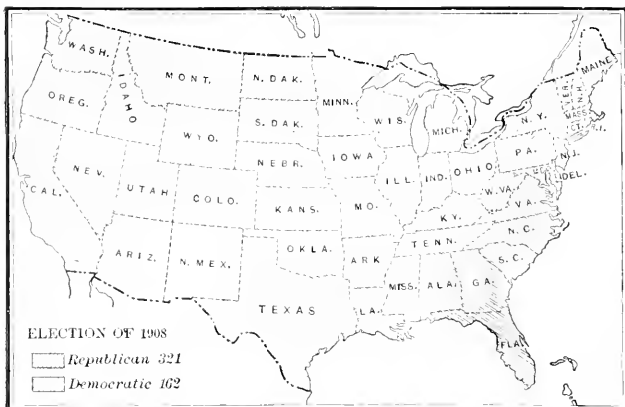 WASH.
MONT.
N. DAK.
MINN.
MAINE
OREG.
IDAHO
S. DAK.
WIS.
MICH.
VER
N.H.
MASS.
N. Y.
WYO.
NEBR.
IOWA
PA.
N.J.
CAL.
NEV.
UTAH
COLO.
KANS.
MO.
ILL.
IND.
OHIO
W. VA.
VA.
DEL.
KY.
ARIZ.
N. MEX.
OKLA.
ARK
TENN.
N. C.
S. C.
TEXAS
LA.
MISS.
ALA.
GA.
FLA.
ELECTION OF 1908
Republican 321
Democratic 162